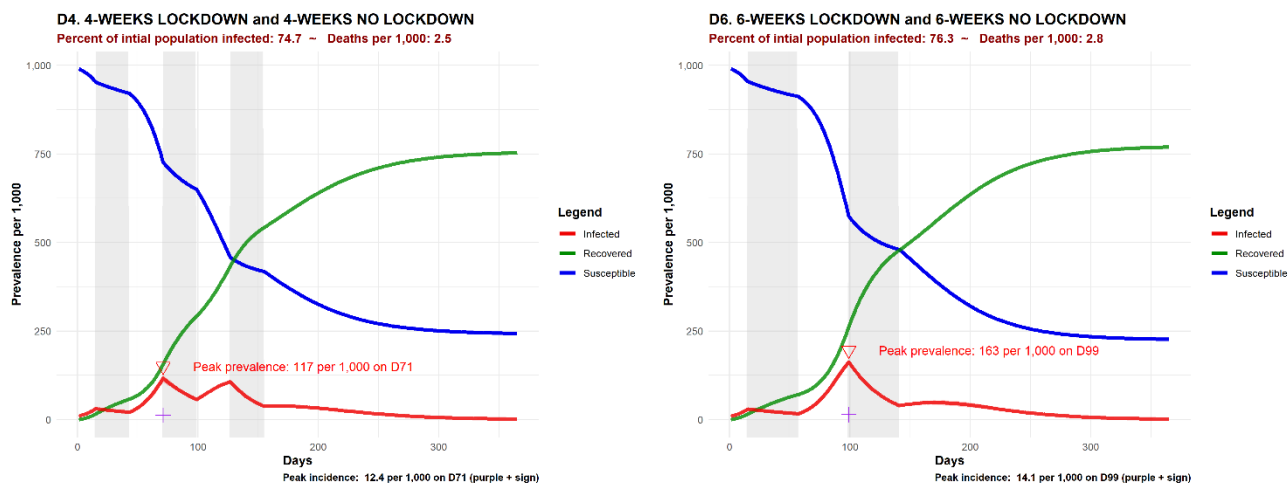 D4. 4-WEEKS LOCKDOWN and 4-WEEKS NO LOCKDOWN
Percent of intial population infected: 74.7 ~ Deaths per 1,000: 2.5
1,000
750
500
250
0
Prevalence per 1,000
Peak prevalence: 117 per 1,000 on D71
0 100 200 300
Days
Peak incidence: 12.4 per 1,000 on D71 (purple + sign)
Legend
Infected
Recovered
Susceptible
D6. 6-WEEKS LOCKDOWN and 6-WEEKS NO LOCKDOWN
Percent of intial population infected: 76.3 ~ Deaths per 1,000: 2.8
1,000
750
500
250
0
Prevalence per 1,000
Peak prevalence: 163 per 1,000 on D99
0 100 200 300
Days
Peak incidence: 14.1 per 1,000 on D99 (purple + sign)
Legend
Infected
Recovered
Susceptible